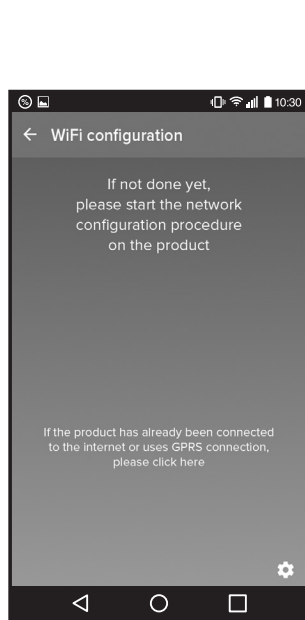 10:30
WiFi configuration
If not done yet,
please start the network
configuration procedure
on the product
If the product has already been connected
to the internet or uses GPRS connection,
please click here